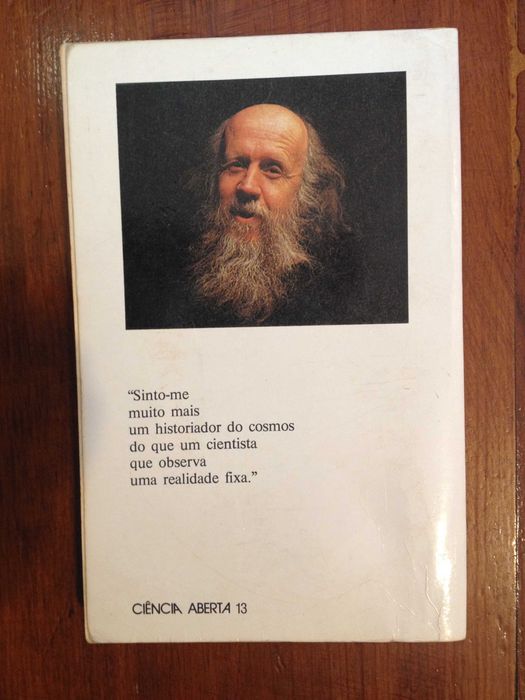 “Sinto-me
muito mais
um historiador do cosmos
do que um cientista
que observa
uma realidade fixa.”
CIÊNCIA ABERTA 13